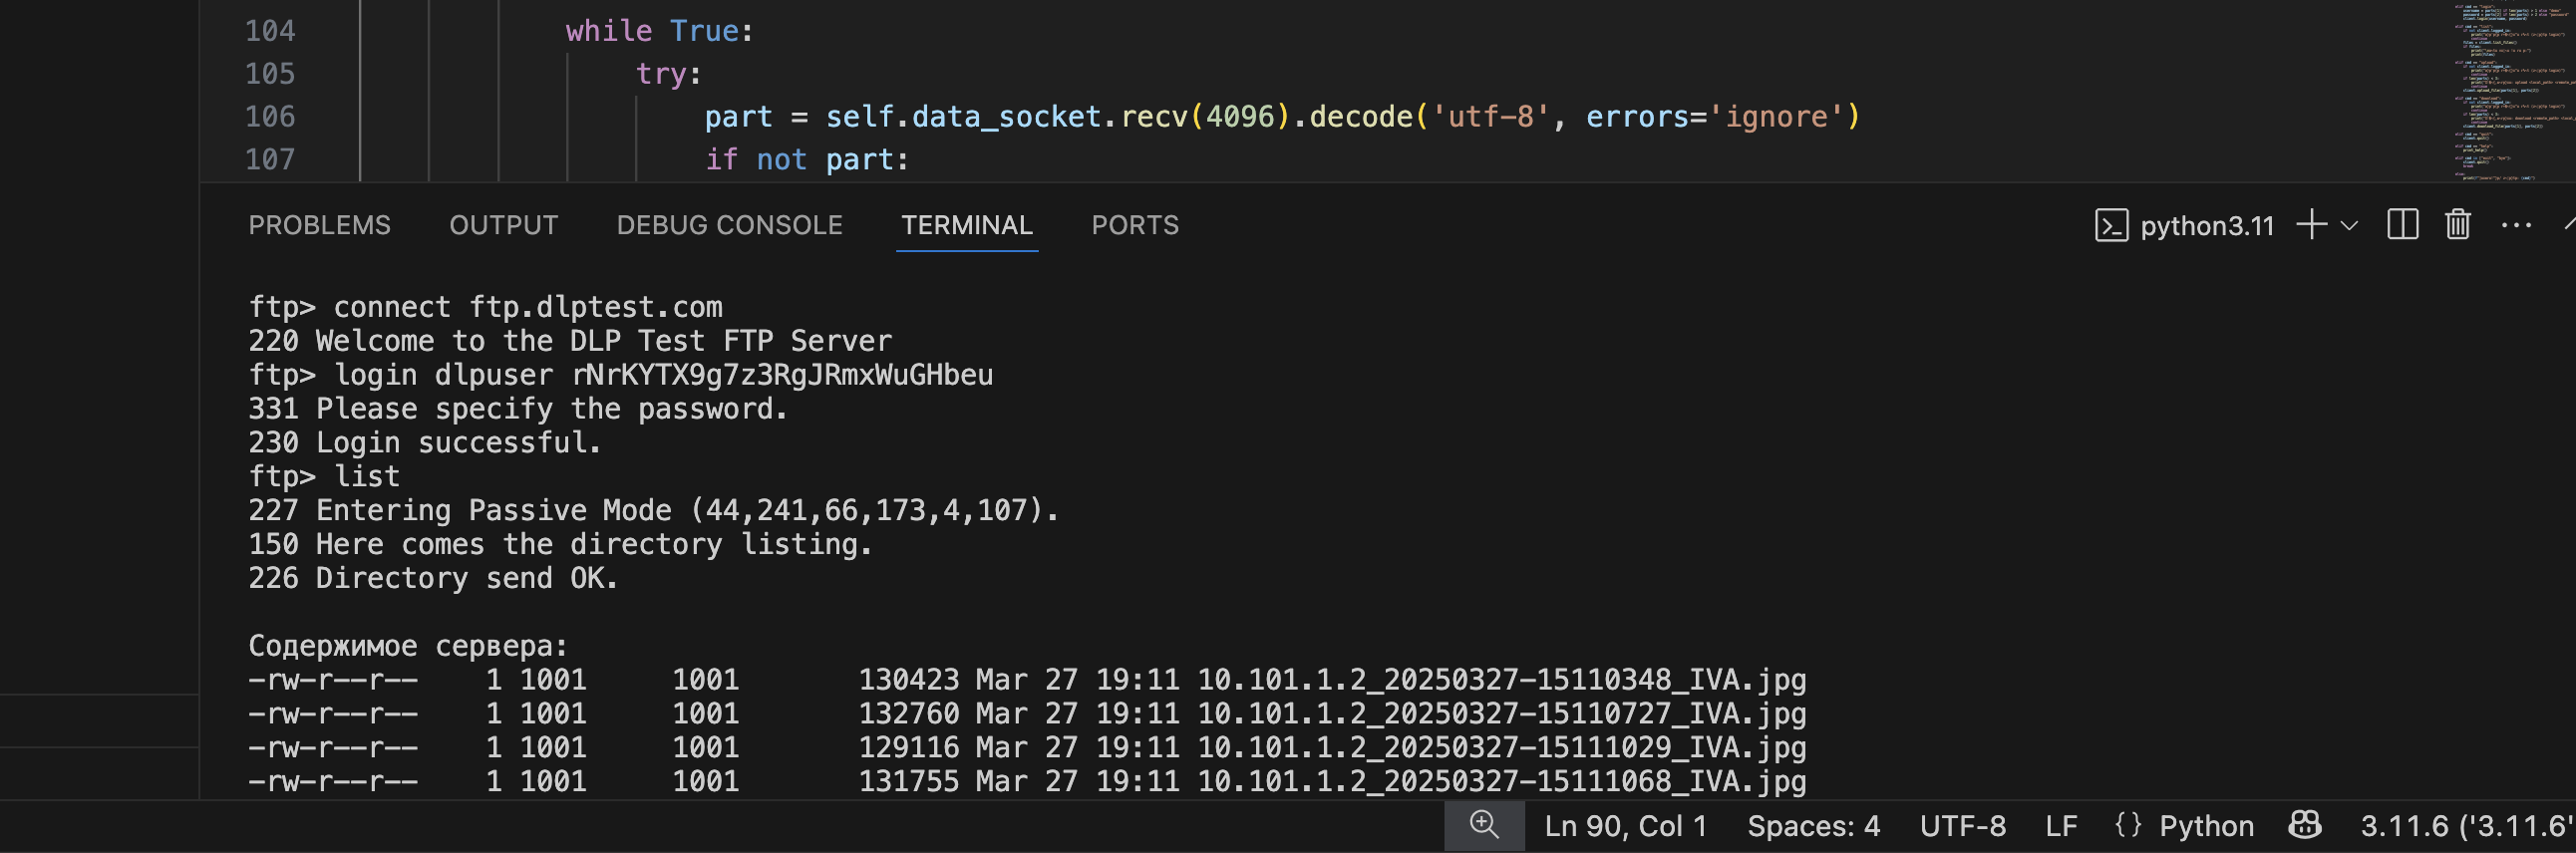 104 while True:
105 try:
106 part = self.data_socket.recv(4096).decode('utf-8', errors='ignore')
107 if not part:
PROBLEMS OUTPUT DEBUG CONSOLE TERMINAL PORTS python3.11
ftp> connect ftp.dlptest.com
220 Welcome to the DLP Test FTP Server
ftp> login dlpuser rNrKYTX9g7z3RgJRmxWuGHbeu
331 Please specify the password.
230 Login successful.
ftp> list
227 Entering Passive Mode (44,241,66,173,4,107).
150 Here comes the directory listing.
226 Directory send OK.
Содержимое сервера:
-rw-r--r-- 1 1001 1001 130423 Mar 27 19:11 10.101.1.2_20250327-15110348_IVA.jpg
-rw-r--r-- 1 1001 1001 132760 Mar 27 19:11 10.101.1.2_20250327-15110727_IVA.jpg
-rw-r--r-- 1 1001 1001 129116 Mar 27 19:11 10.101.1.2_20250327-15111029_IVA.jpg
-rw-r--r-- 1 1001 1001 131755 Mar 27 19:11 10.101.1.2_20250327-15111068_IVA.jpg
Ln 90, Col 1 Spaces: 4 UTF-8 LF {} Python 3.11.6 ('3.11.6'